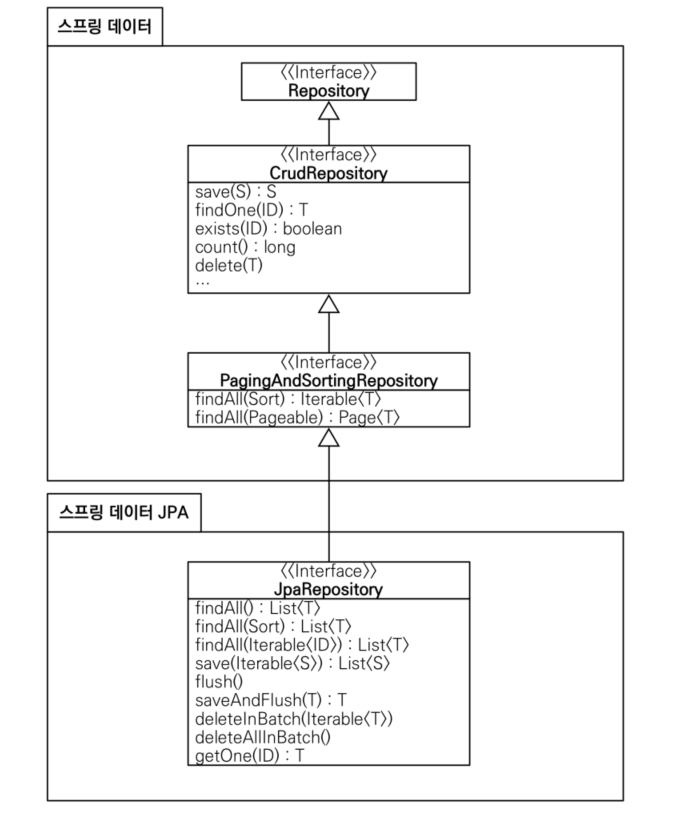 스프링 데이터
《Interface》
Repository
《Interface》
CrudRepository
save(S) : S
findOne(ID) : T
exists(ID) : boolean
count() : long
delete(T)
…
《Interface》
PagingAndSortingRepository
findAll(Sort) : Iterable〈T〉
findAll(Pageable) : Page〈T〉
스프링 데이터 JPA
《Interface》
JpaRepository
findAll() : List〈T〉
findAll(Sort) : List〈T〉
findAll(Iterable〈ID〉) : List〈T〉
save(Iterable〈S〉) : List〈S〉
flush()
saveAndFlush(T) : T
deleteInBatch(Iterable〈T〉)
deleteAllInBatch()
getOne(ID) : T